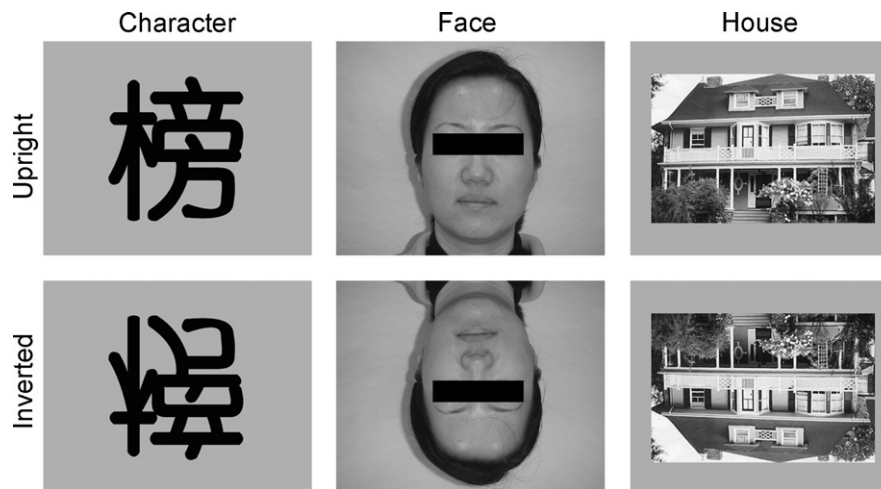 Character Face House
Upright 榜
Inverted 榜